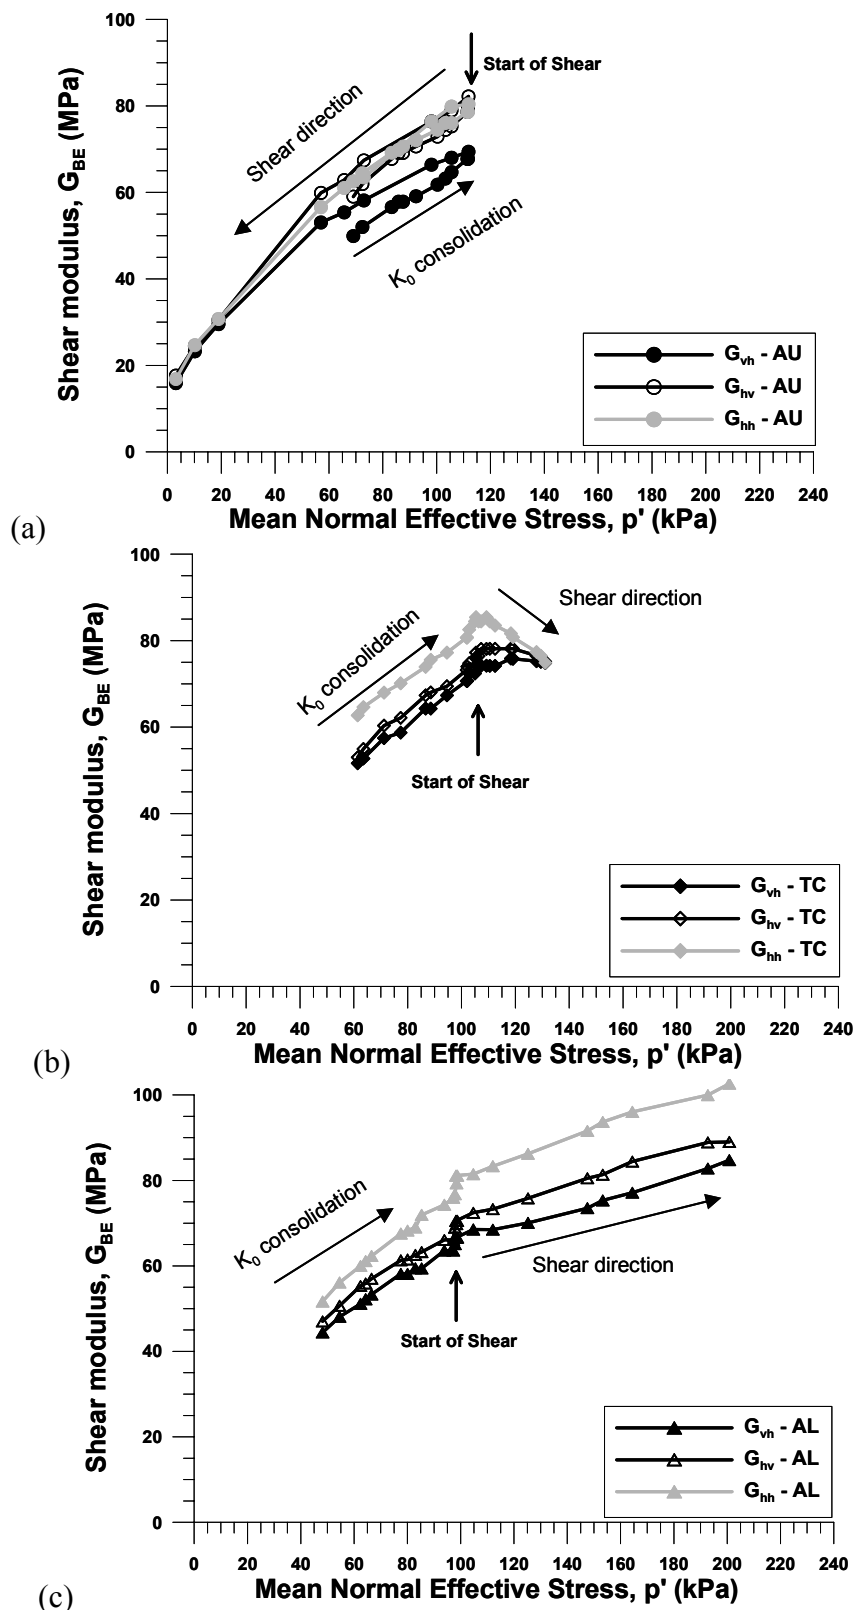 100
80
60
40
20
0
Shear modulus, G_BE (MPa)
Start of Shear
Shear direction
K₀ consolidation
G_vh - AU
G_hv - AU
G_hh - AU
0 20 40 60 80 100 120 140 160 180 200 220 240
Mean Normal Effective Stress, p' (kPa)
(a)
100
80
60
40
20
0
Shear modulus, G_BE (MPa)
Shear direction
K₀ consolidation
Start of Shear
G_vh - TC
G_hv - TC
G_hh - TC
0 20 40 60 80 100 120 140 160 180 200 220 240
Mean Normal Effective Stress, p' (kPa)
(b)
100
80
60
40
20
0
Shear modulus, G_BE (MPa)
K₀ consolidation
Shear direction
Start of Shear
G_vh - AL
G_hv - AL
G_hh - AL
0 20 40 60 80 100 120 140 160 180 200 220 240
Mean Normal Effective Stress, p' (kPa)
(c)